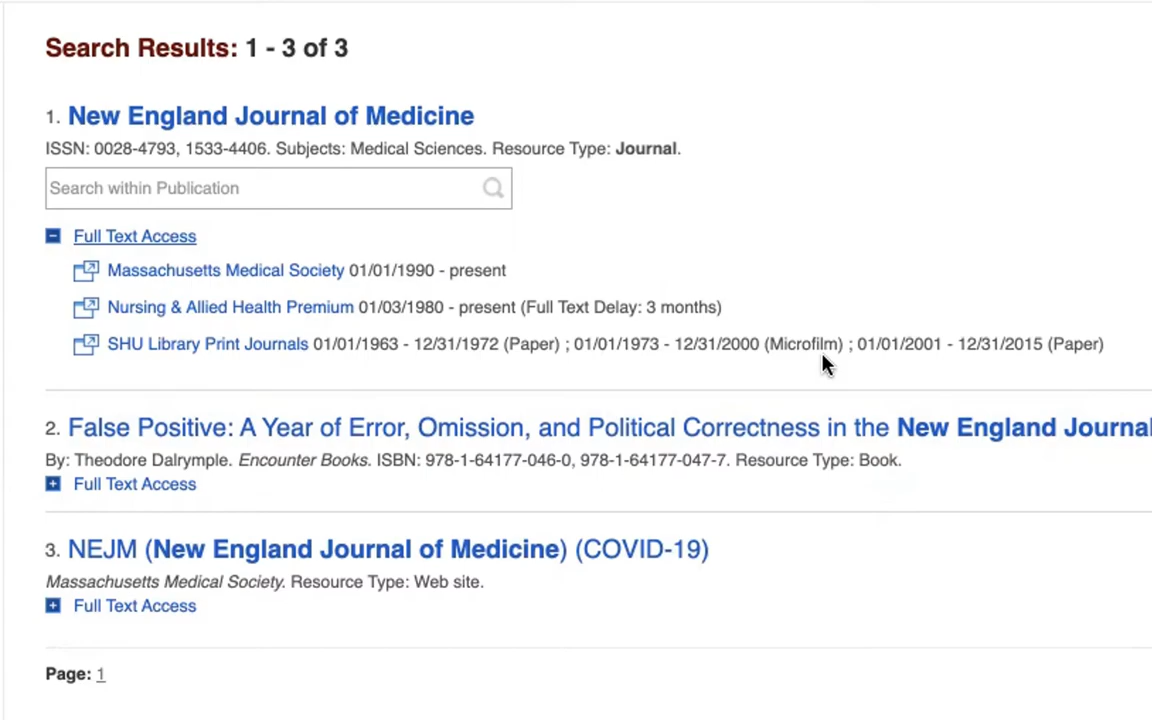 Search Results: 1 - 3 of 3
1. New England Journal of Medicine
ISSN: 0028-4793, 1533-4406. Subjects: Medical Sciences. Resource Type: Journal.
Search within Publication
Full Text Access
Massachusetts Medical Society 01/01/1990 - present
Nursing & Allied Health Premium 01/03/1980 - present (Full Text Delay: 3 months)
SHU Library Print Journals 01/01/1963 - 12/31/1972 (Paper) ; 01/01/1973 - 12/31/2000 (Microfilm) ; 01/01/2001 - 12/31/2015 (Paper)
2. False Positive: A Year of Error, Omission, and Political Correctness in the New England Journal
By: Theodore Dalrymple. Encounter Books. ISBN: 978-1-64177-046-0, 978-1-64177-047-7. Resource Type: Book.
Full Text Access
3. NEJM (New England Journal of Medicine) (COVID-19)
Massachusetts Medical Society. Resource Type: Web site.
Full Text Access
Page: 1